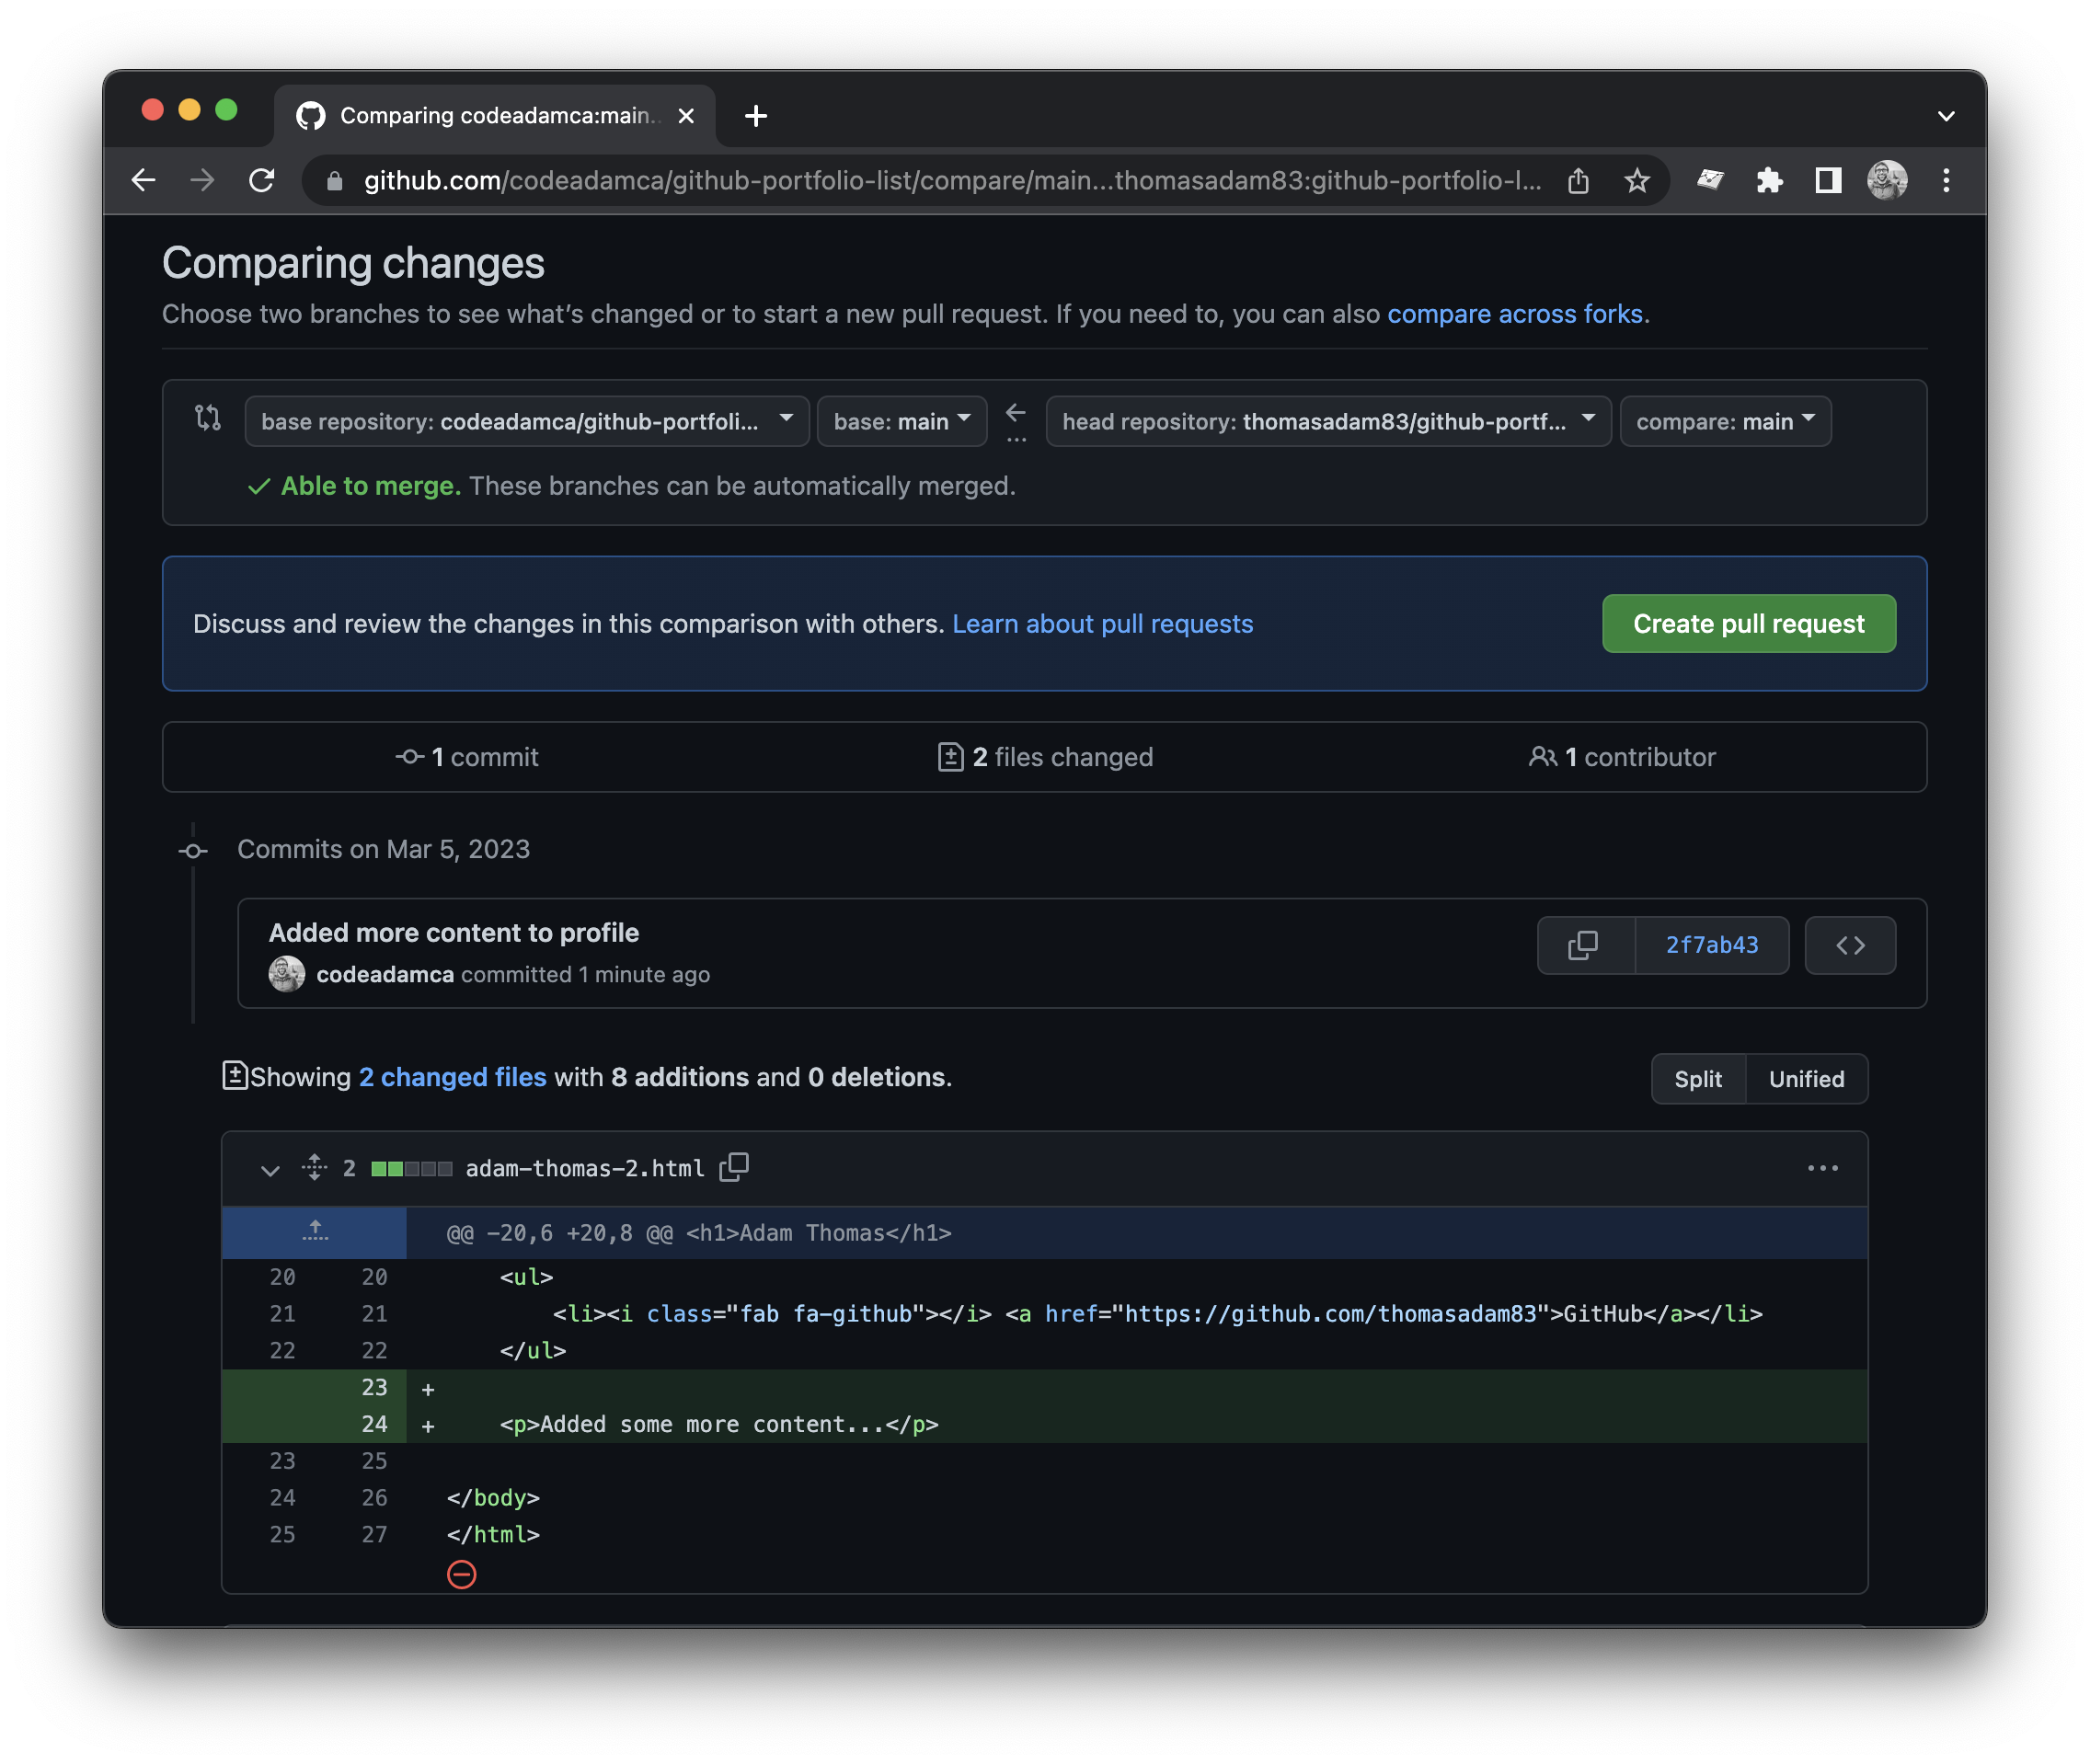 Comparing codeadamca:main..
github.com/codeadamca/github-portfolio-list/compare/main...thomasadam83:github-portfolio-l...
Comparing changes
Choose two branches to see what’s changed or to start a new pull request. If you need to, you can also compare across forks.
base repository: codeadamca/github-portfoli... base: main ... head repository: thomasadam83/github-portf... compare: main
Able to merge. These branches can be automatically merged.
Discuss and review the changes in this comparison with others. Learn about pull requests Create pull request
1 commit 2 files changed 1 contributor
Commits on Mar 5, 2023
Added more content to profile
2f7ab43 <>
codeadamca committed 1 minute ago
Showing 2 changed files with 8 additions and 0 deletions. Split Unified
2 adam-thomas-2.html ...
@@ -20,6 +20,8 @@ <h1>Adam Thomas</h1>
20 20 <ul>
21 21 <li><i class="fab fa-github"></i> <a href="https://github.com/thomasadam83">GitHub</a></li>
22 22 </ul>
23 +
24 + <p>Added some more content...</p>
23 25
24 26 </body>
25 27 </html>